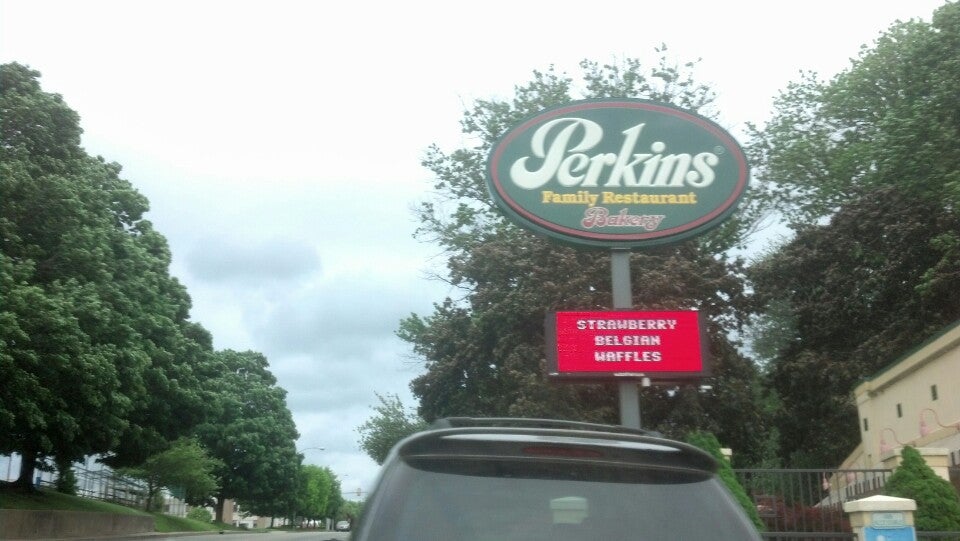 Perkins®
Family Restaurant
Bakery
STRAWBERRY
BELGIAN
WAFFLES